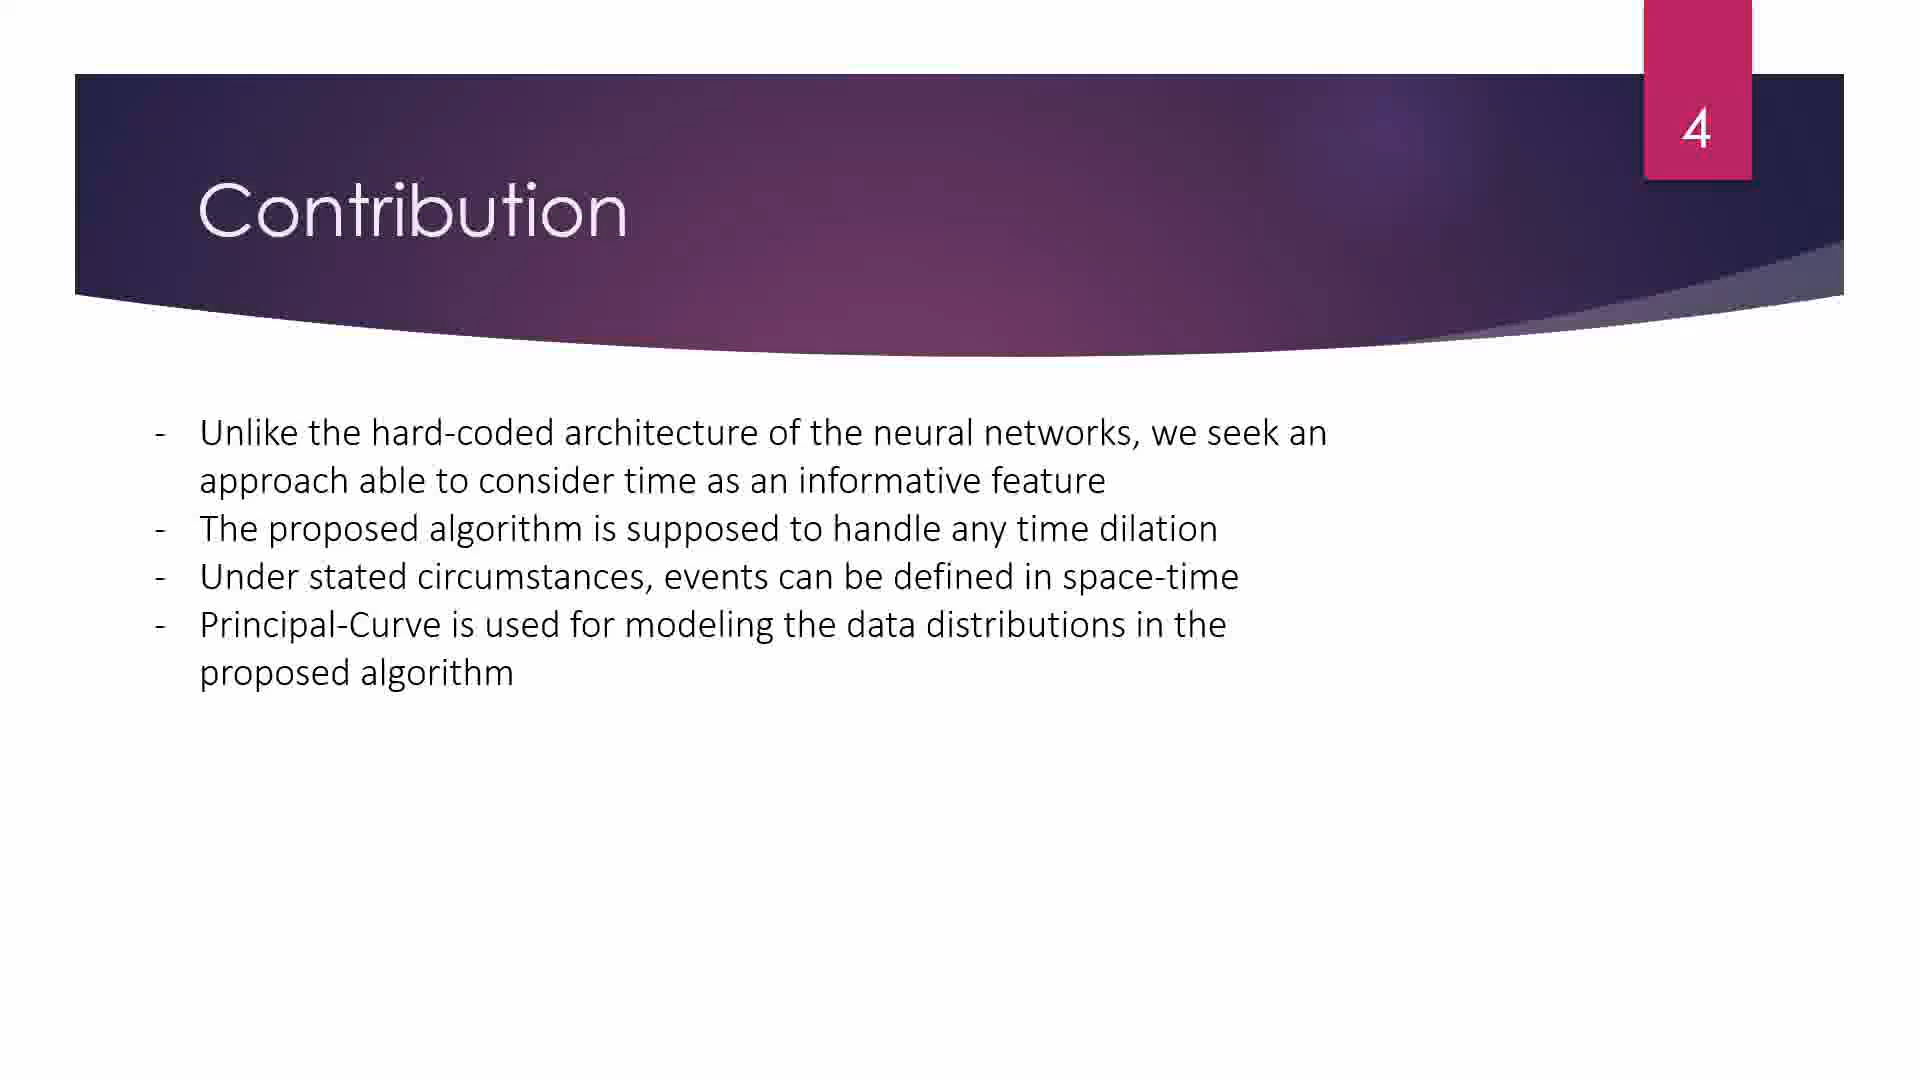 4
Contribution
- Unlike the hard-coded architecture of the neural networks, we seek an
approach able to consider time as an informative feature
- The proposed algorithm is supposed to handle any time dilation
- Under stated circumstances, events can be defined in space-time
- Principal-Curve is used for modeling the data distributions in the
proposed algorithm